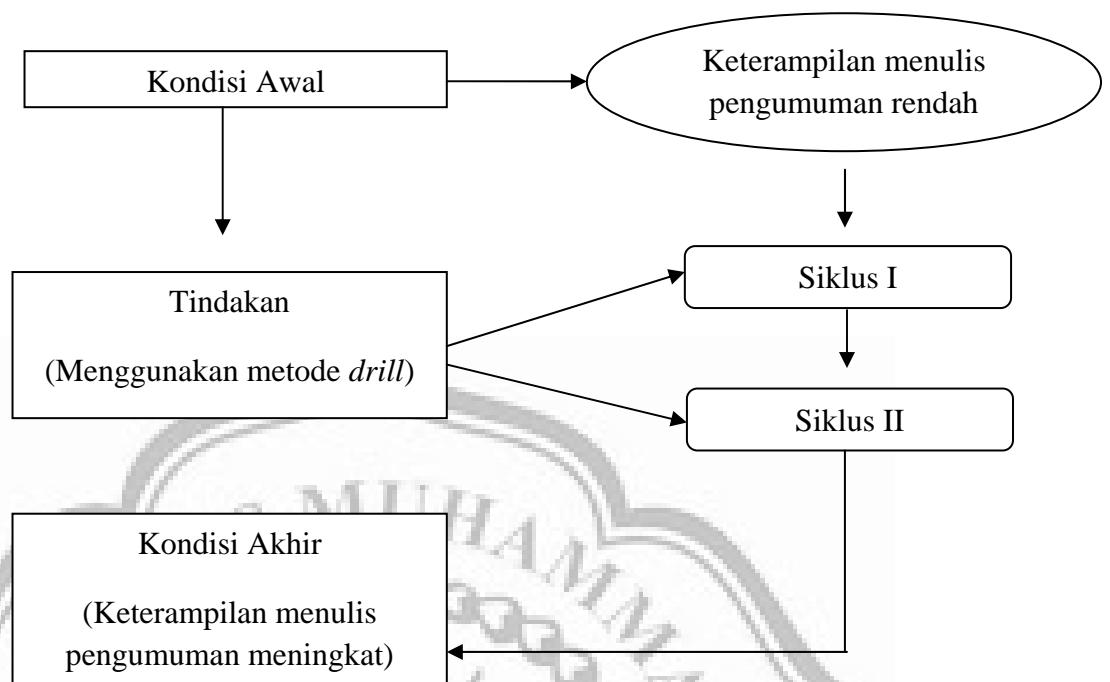 Kondisi Awal
Keterampilan menulis
pengumuman rendah
Tindakan
(Menggunakan metode drill)
Siklus I
Siklus II
Kondisi Akhir
(Keterampilan menulis
pengumuman meningkat)